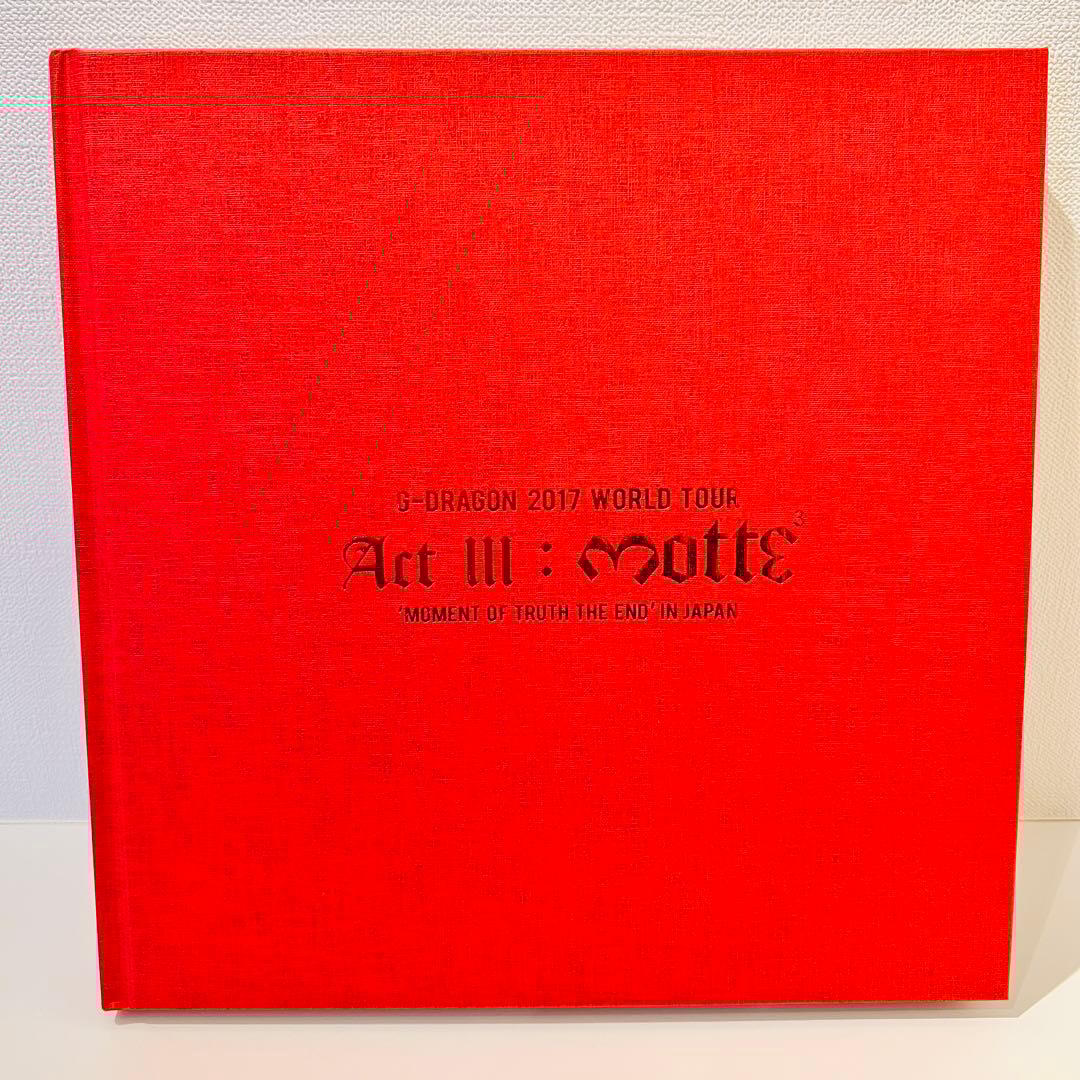 G-DRAGON 2017 WORLD TOUR
Act III : Motte
'MOMENT OF TRUTH THE END' IN JAPAN